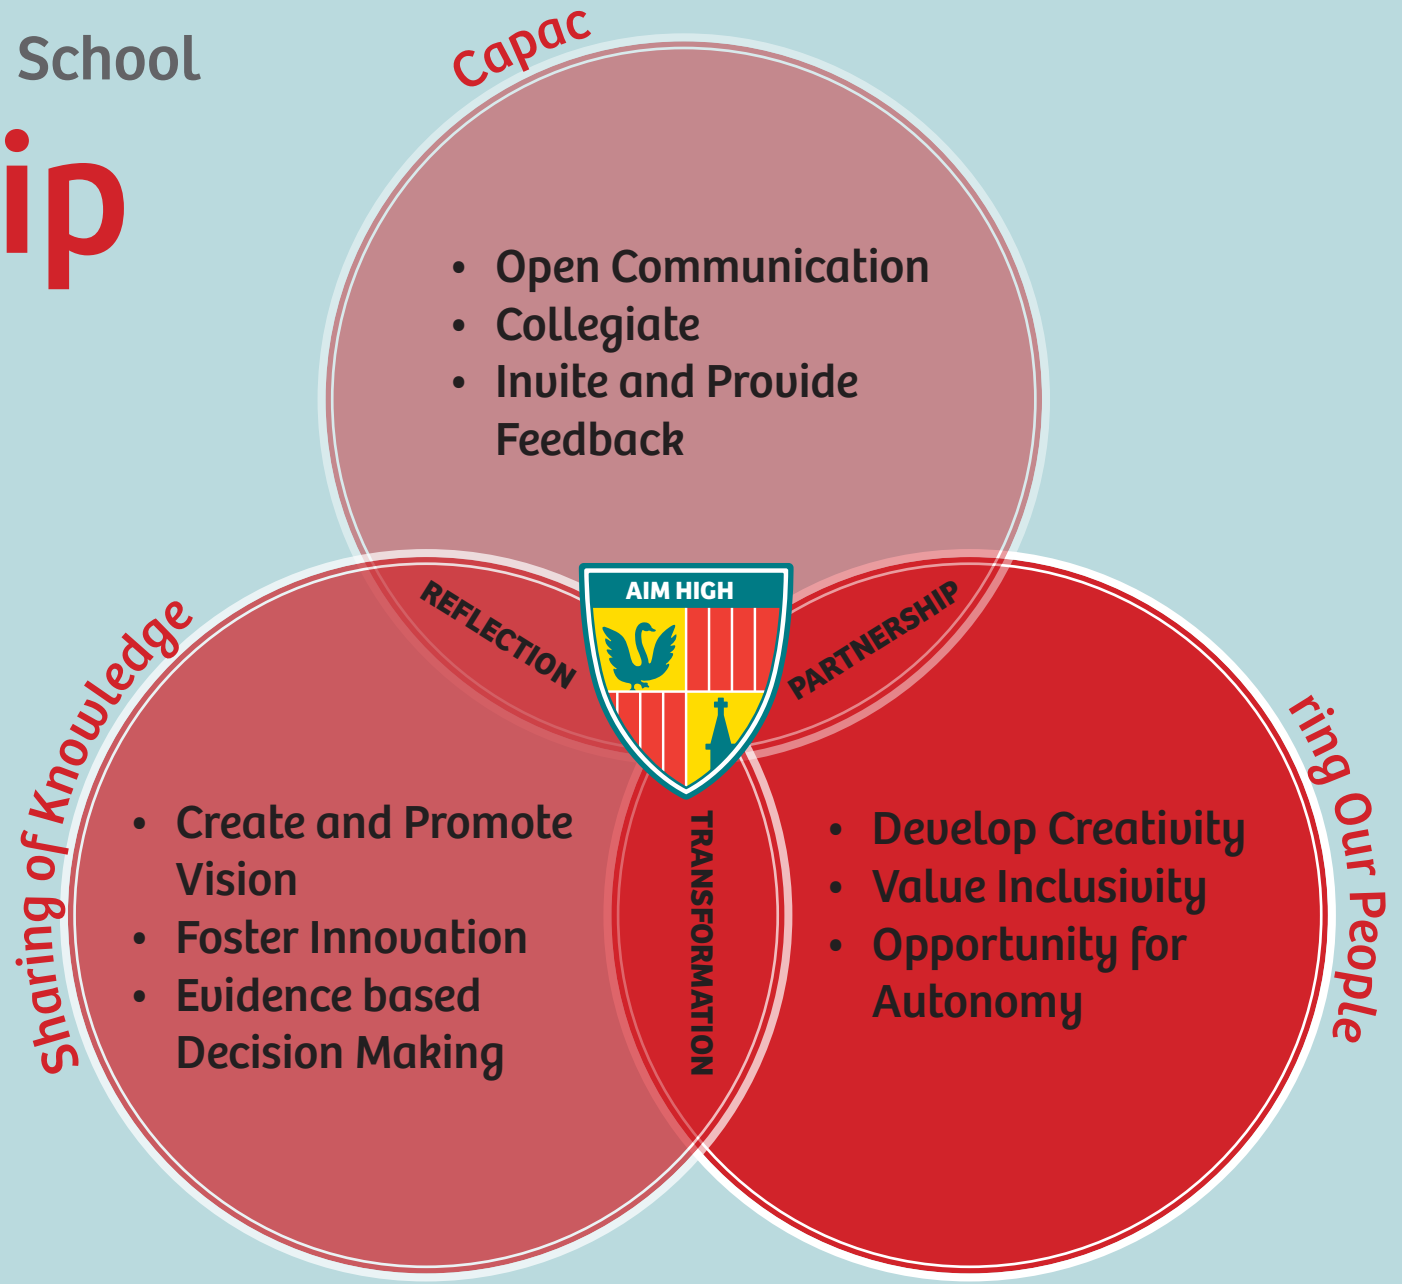 School
ip
Capac
• Open Communication
• Collegiate
• Invite and Provide
Feedback
REFLECTION
AIM HIGH
PARTNERSHIP
Sharing of Knowledge
ring Our People
• Create and Promote
Vision
• Foster Innovation
• Evidence based
Decision Making
TRANSFORMATION
• Develop Creativity
• Value Inclusivity
• Opportunity for
Autonomy